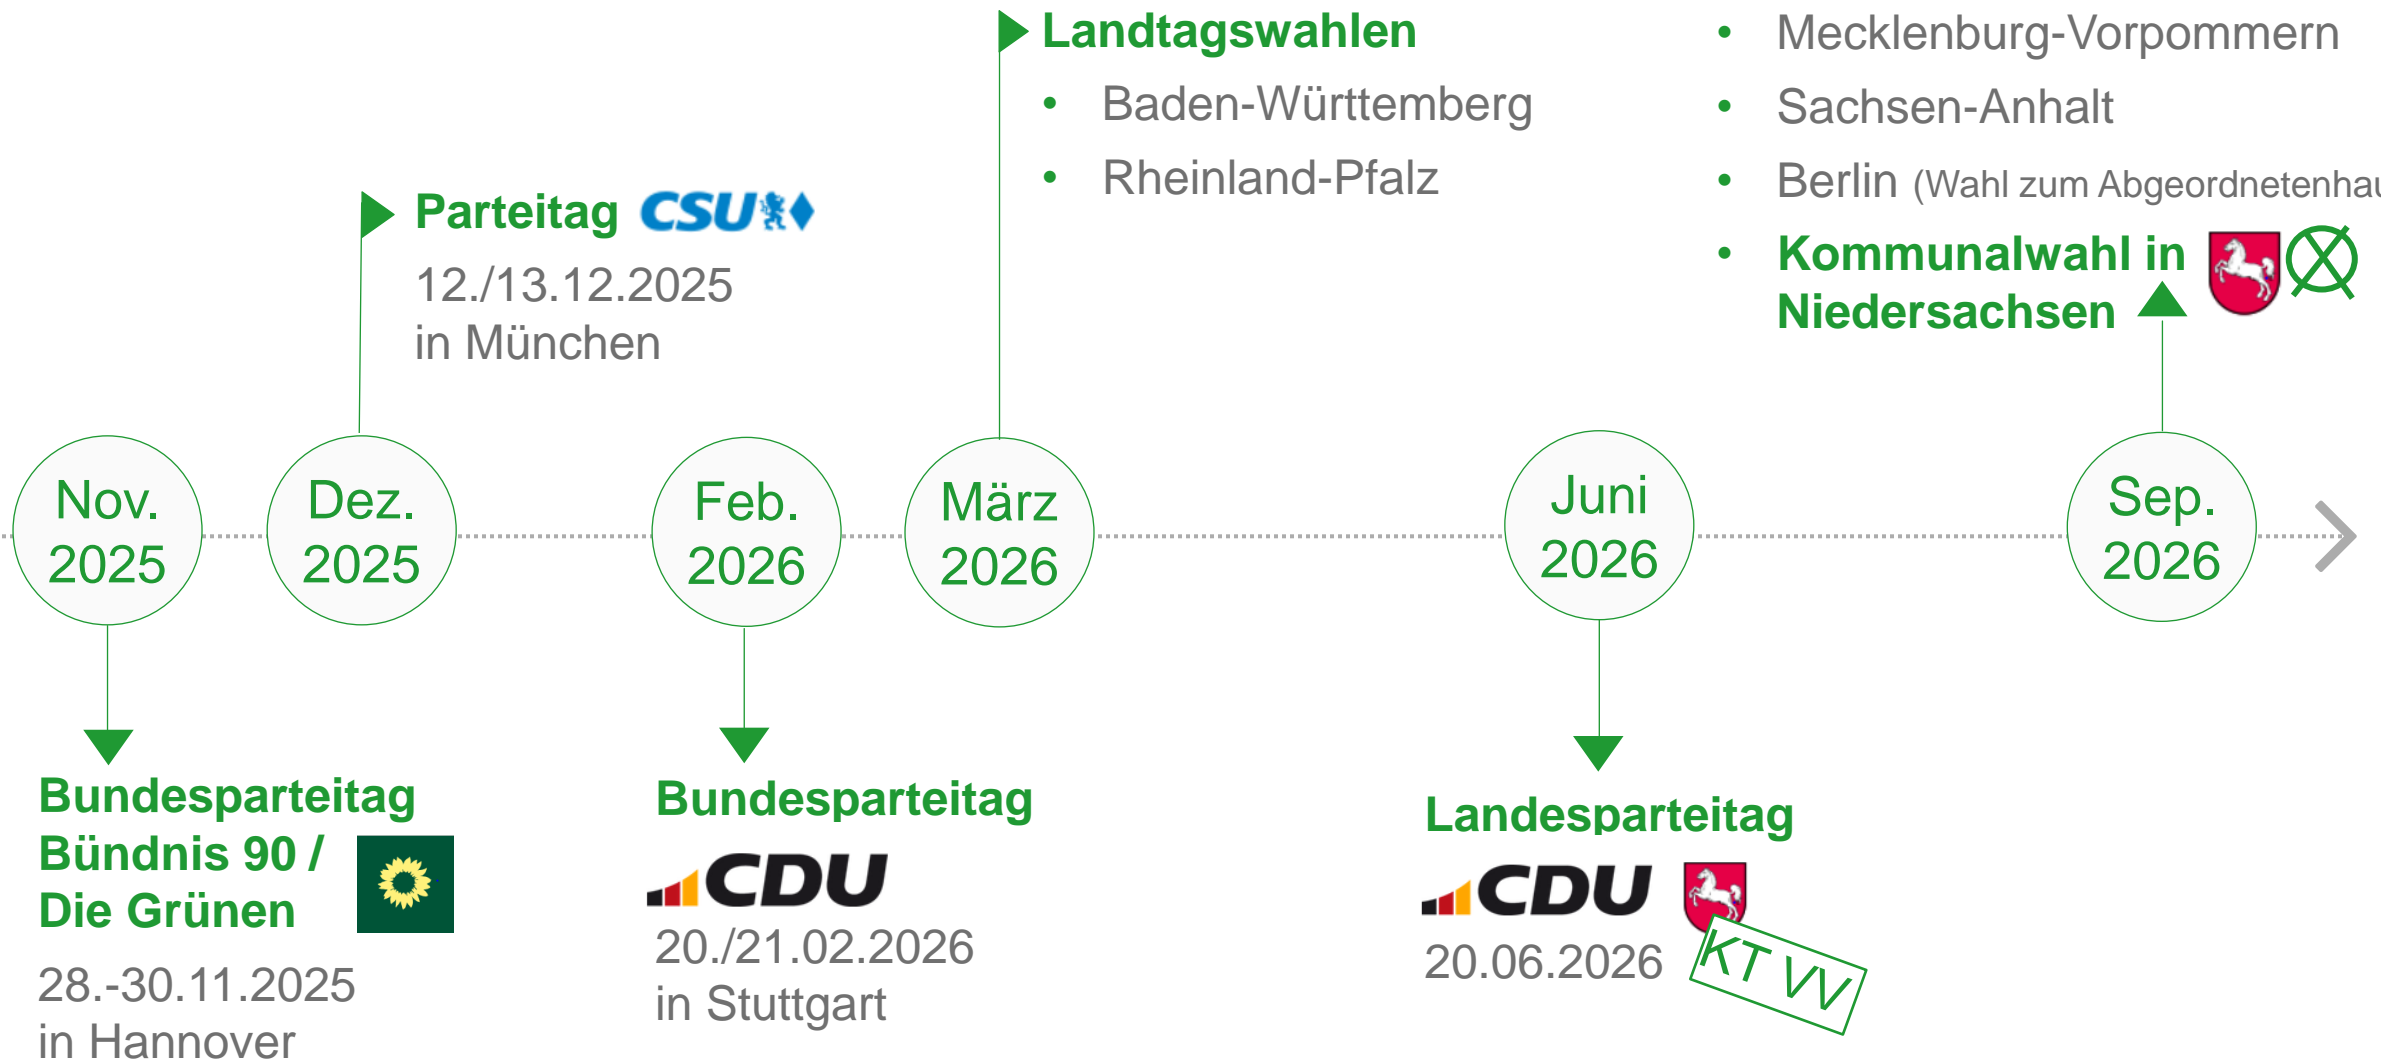 Landtagswahlen
• Baden-Württemberg
• Rheinland-Pfalz
• Mecklenburg-Vorpommern
• Sachsen-Anhalt
• Berlin (Wahl zum Abgeordnetenhau
• Kommunalwahl in
Niedersachsen
Parteitag CSU
12./13.12.2025
in München
Nov.
2025
Dez.
2025
Feb.
2026
März
2026
Juni
2026
Sep.
2026
Bundesparteitag
Bündnis 90 /
Die Grünen
28.-30.11.2025
in Hannover
Bundesparteitag
CDU
20./21.02.2026
in Stuttgart
Landesparteitag
CDU
20.06.2026
KT VV